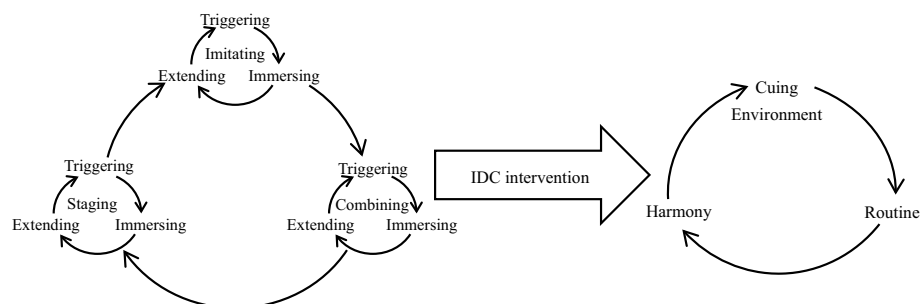 Triggering
Imitating
Extending
Immersing
Triggering
Staging
Extending
Immersing
Triggering
Combining
Extending
Immersing
IDC intervention
Cuing
Environment
Harmony
Routine